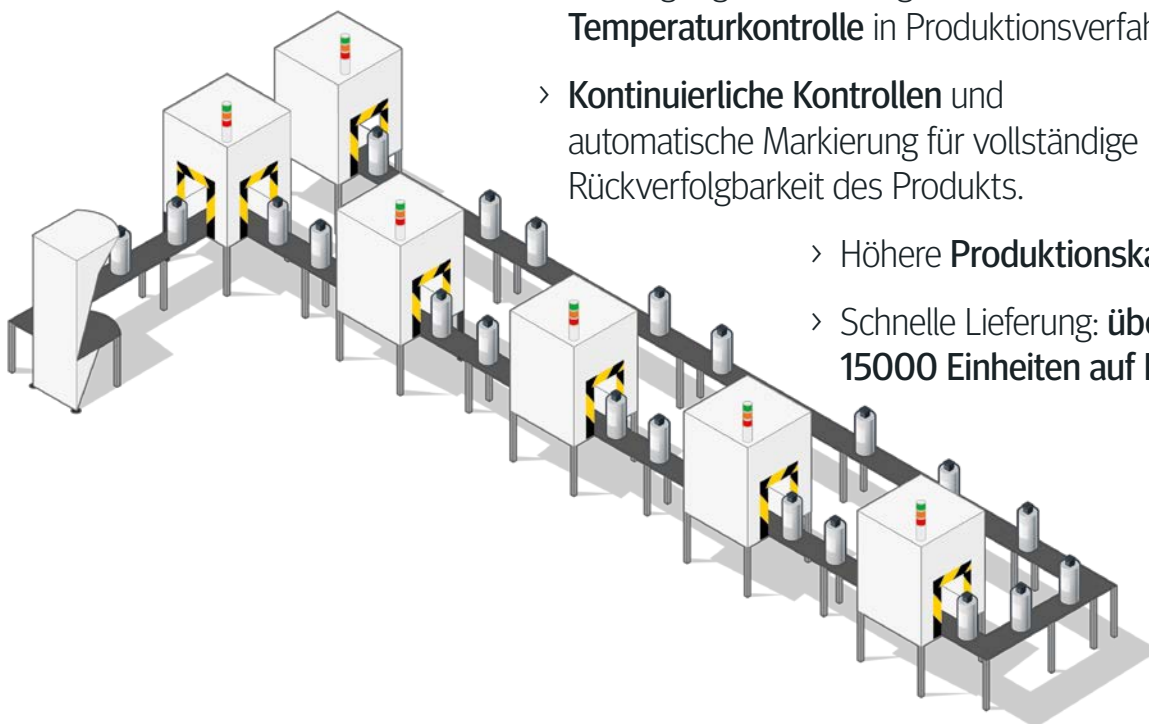 Temperaturkontrolle in Produktionsverfah
› Kontinuierliche Kontrollen und
automatische Markierung für vollständige
Rückverfolgbarkeit des Produkts.
› Höhere Produktionska
› Schnelle Lieferung: üb
15000 Einheiten auf